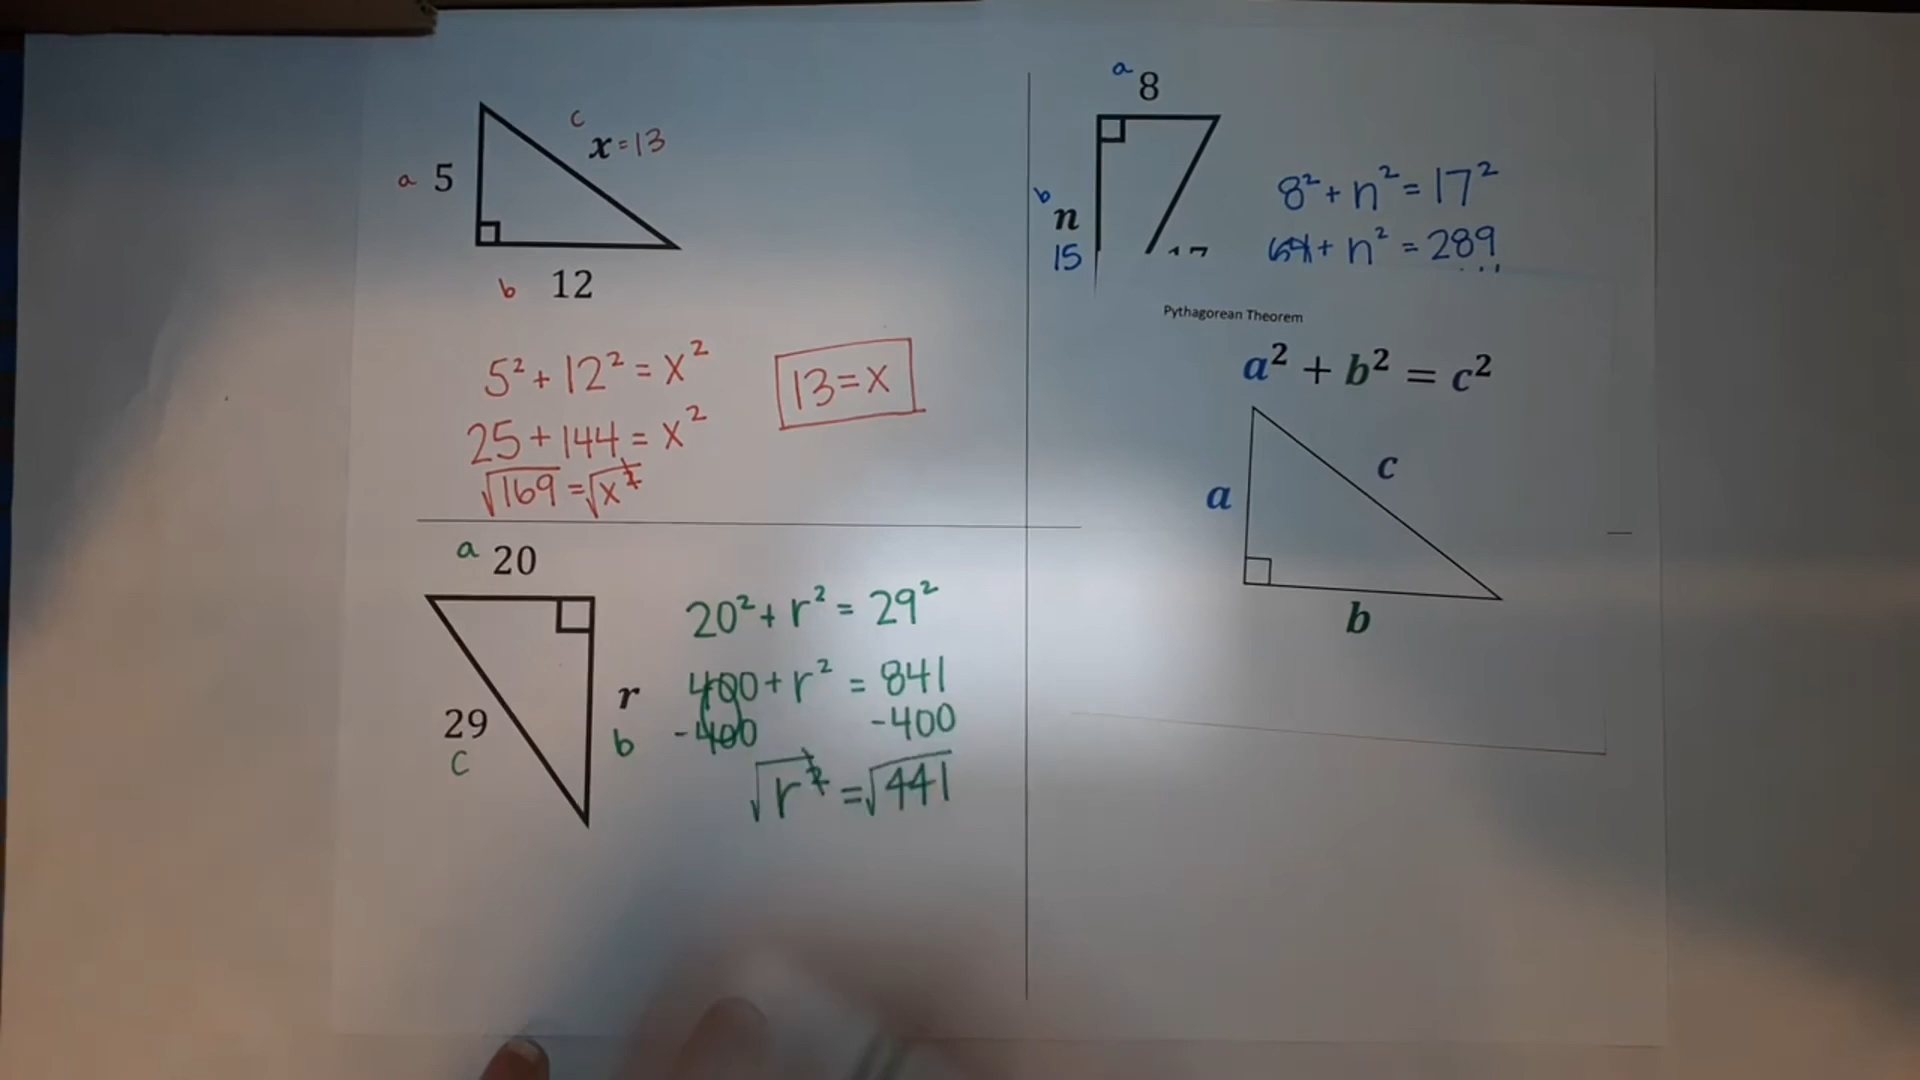 c
x = 13
a 5
b 12
5² + 12² = x²
25 + 144 = x²
√169 = √x²
13 = x
a 8
b
n
15
8² + n² = 17²
64 + n² = 289
Pythagorean Theorem
a² + b² = c²
c
a
b
a 20
29
c
r
b
20² + r² = 29²
400 + r² = 841
-400 -400
√r² = √441